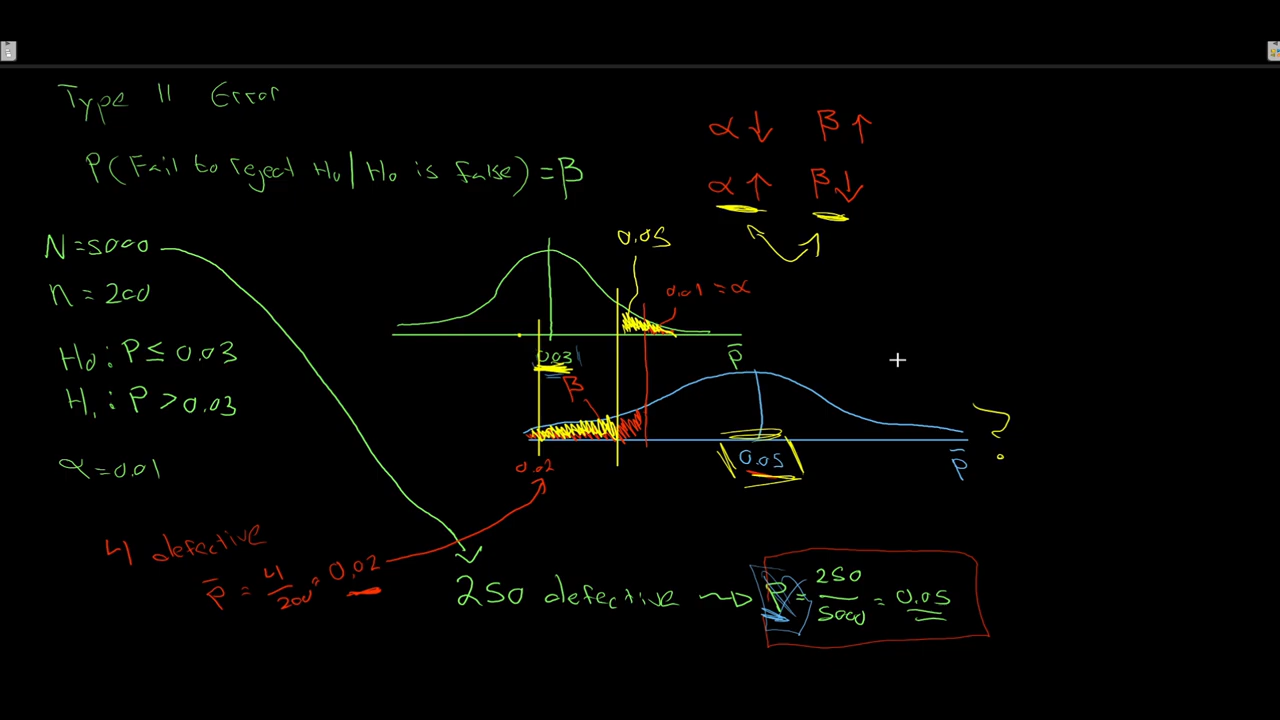 Type II Error
α↓ β↑
P(Fail to reject H₀/H₀ is false) = β
α↑ β↓
N = 5000
0.05
n = 200
0.01 = α
H₀: P ≤ 0.03
0.03
p̄
H₁: P > 0.03
β
?
α = 0.01
0.02
0.05
p̄
4 defective
p̄ = 4/200 = 0.02
250 defective ⇝ P = 250/5000 = 0.05